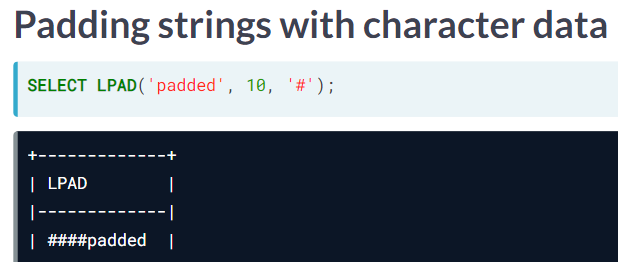 Padding strings with character data
SELECT LPAD('padded', 10, '#');
+-------------+
| LPAD        |
|-------------|
| ####padded  |